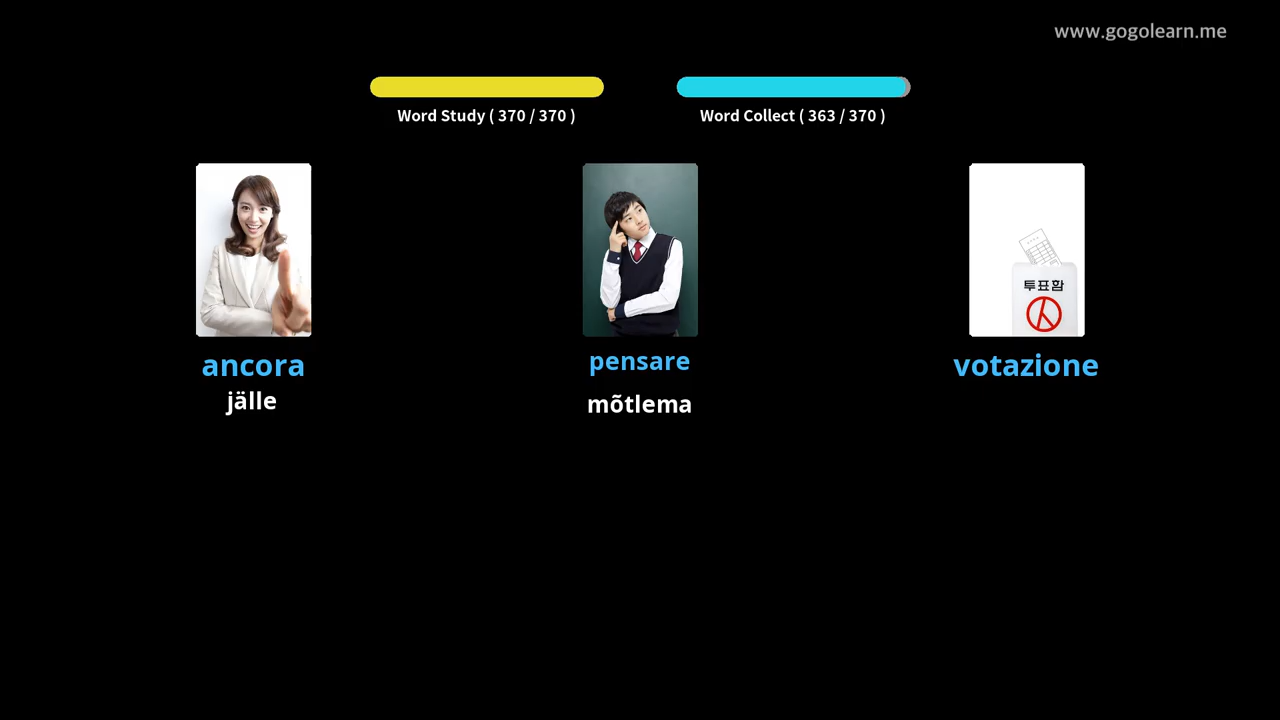 www.gogolearn.me
Word Study ( 370 / 370 )
Word Collect ( 363 / 370 )
투표함
ancora
jälle
pensare
mõtlema
votazione